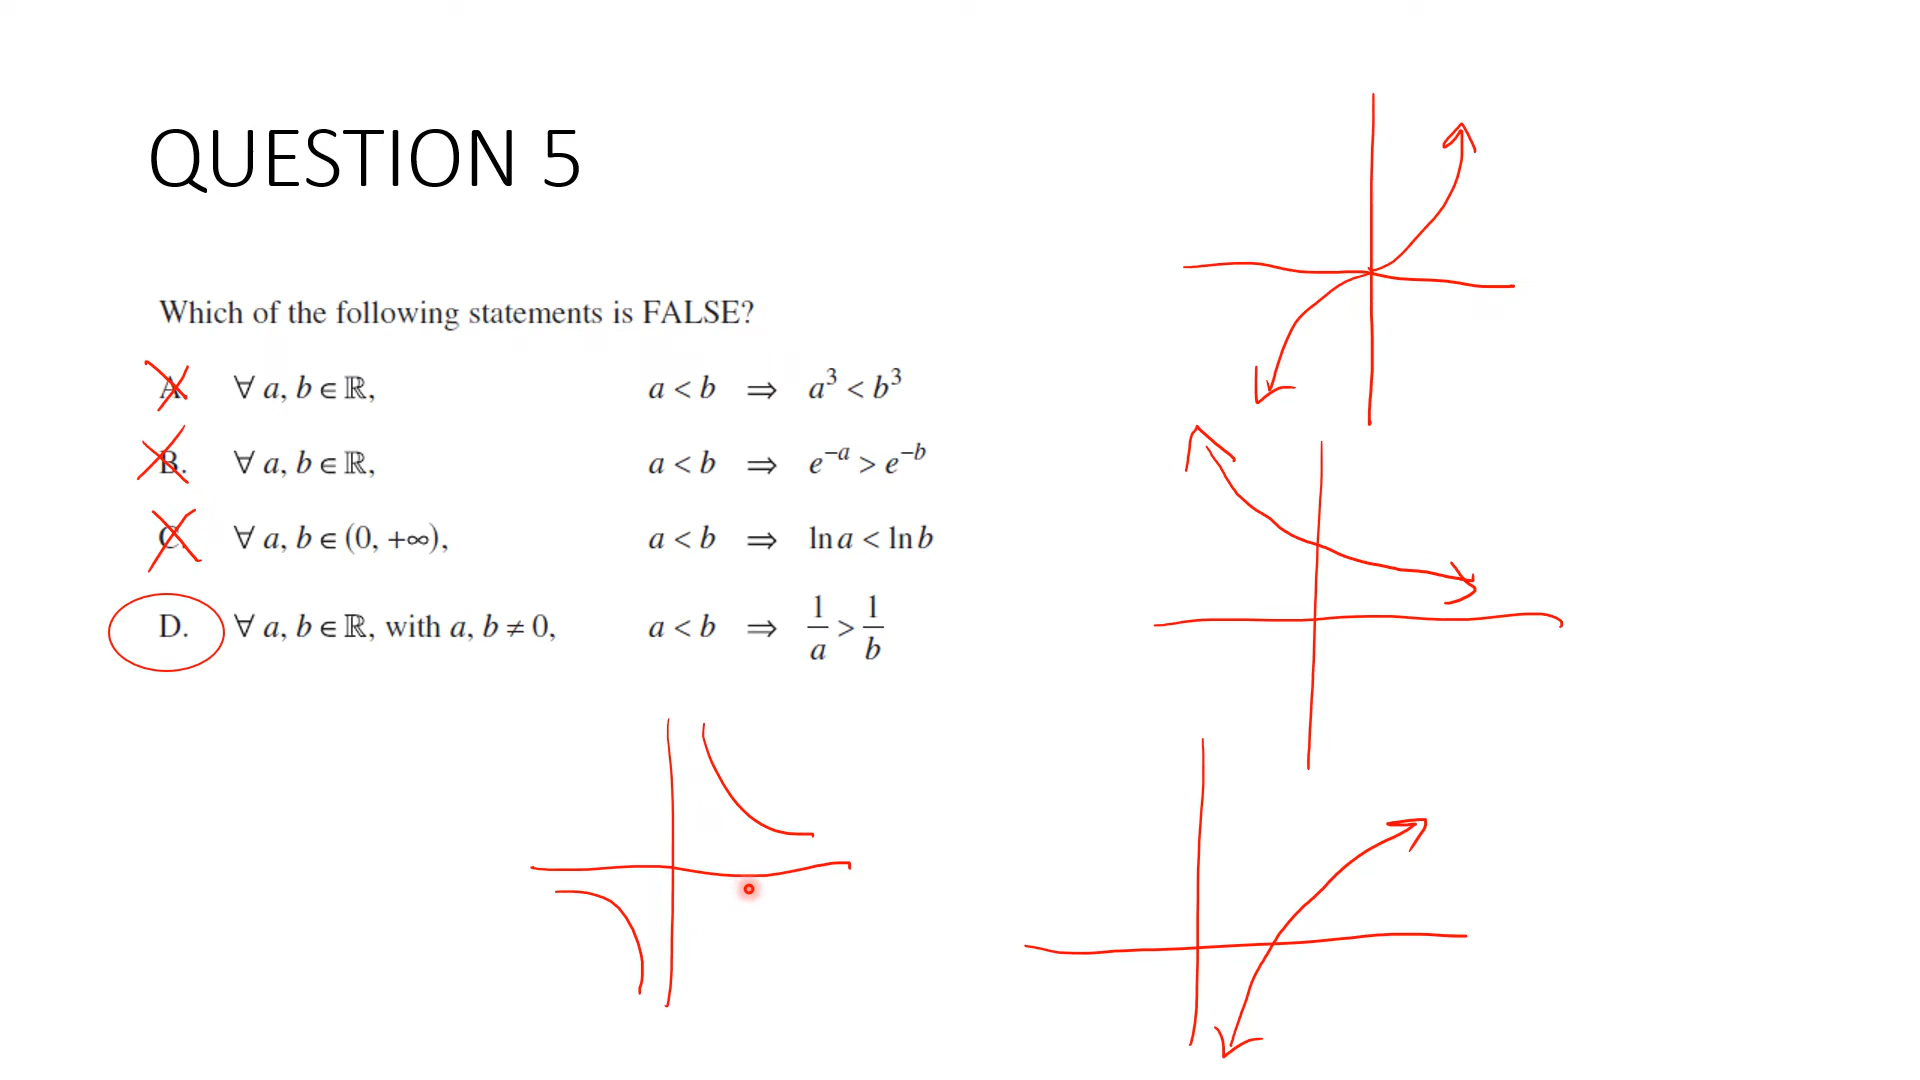 QUESTION 5
Which of the following statements is FALSE?
A. ∀ a, b ∈ ℝ, a < b ⇒ a³ < b³
B. ∀ a, b ∈ ℝ, a < b ⇒ e⁻ᵃ > e⁻ᵇ
C. ∀ a, b ∈ (0, +∞), a < b ⇒ ln a < ln b
D. ∀ a, b ∈ ℝ, with a, b ≠ 0, a < b ⇒ 1/a > 1/b